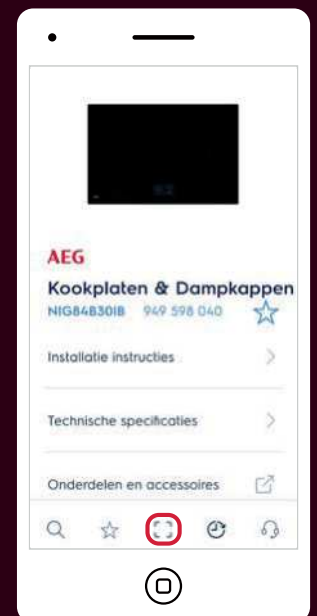 AEG
Kookplaten & Dampkappen
NIG84B30IB 949 598 040
Installatie instructies
Technische specificaties
Onderdelen en accessoires